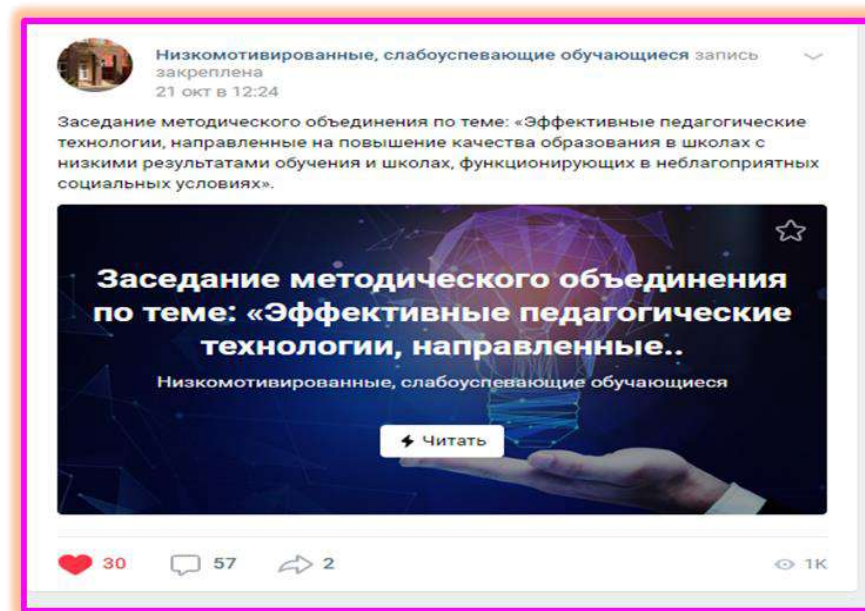 Низкомотивированные, слабоуспевающие обучающиеся запись
закреплена
21 окт в 12:24
Заседание методического объединения по теме: «Эффективные педагогические
технологии, направленные на повышение качества образования в школах с
низкими результатами обучения и школах, функционирующих в неблагоприятных
социальных условиях».
Заседание методического объединения
по теме: «Эффективные педагогические
технологии, направленные..
Низкомотивированные, слабоуспевающие обучающиеся
Читать
30 57 2 1K